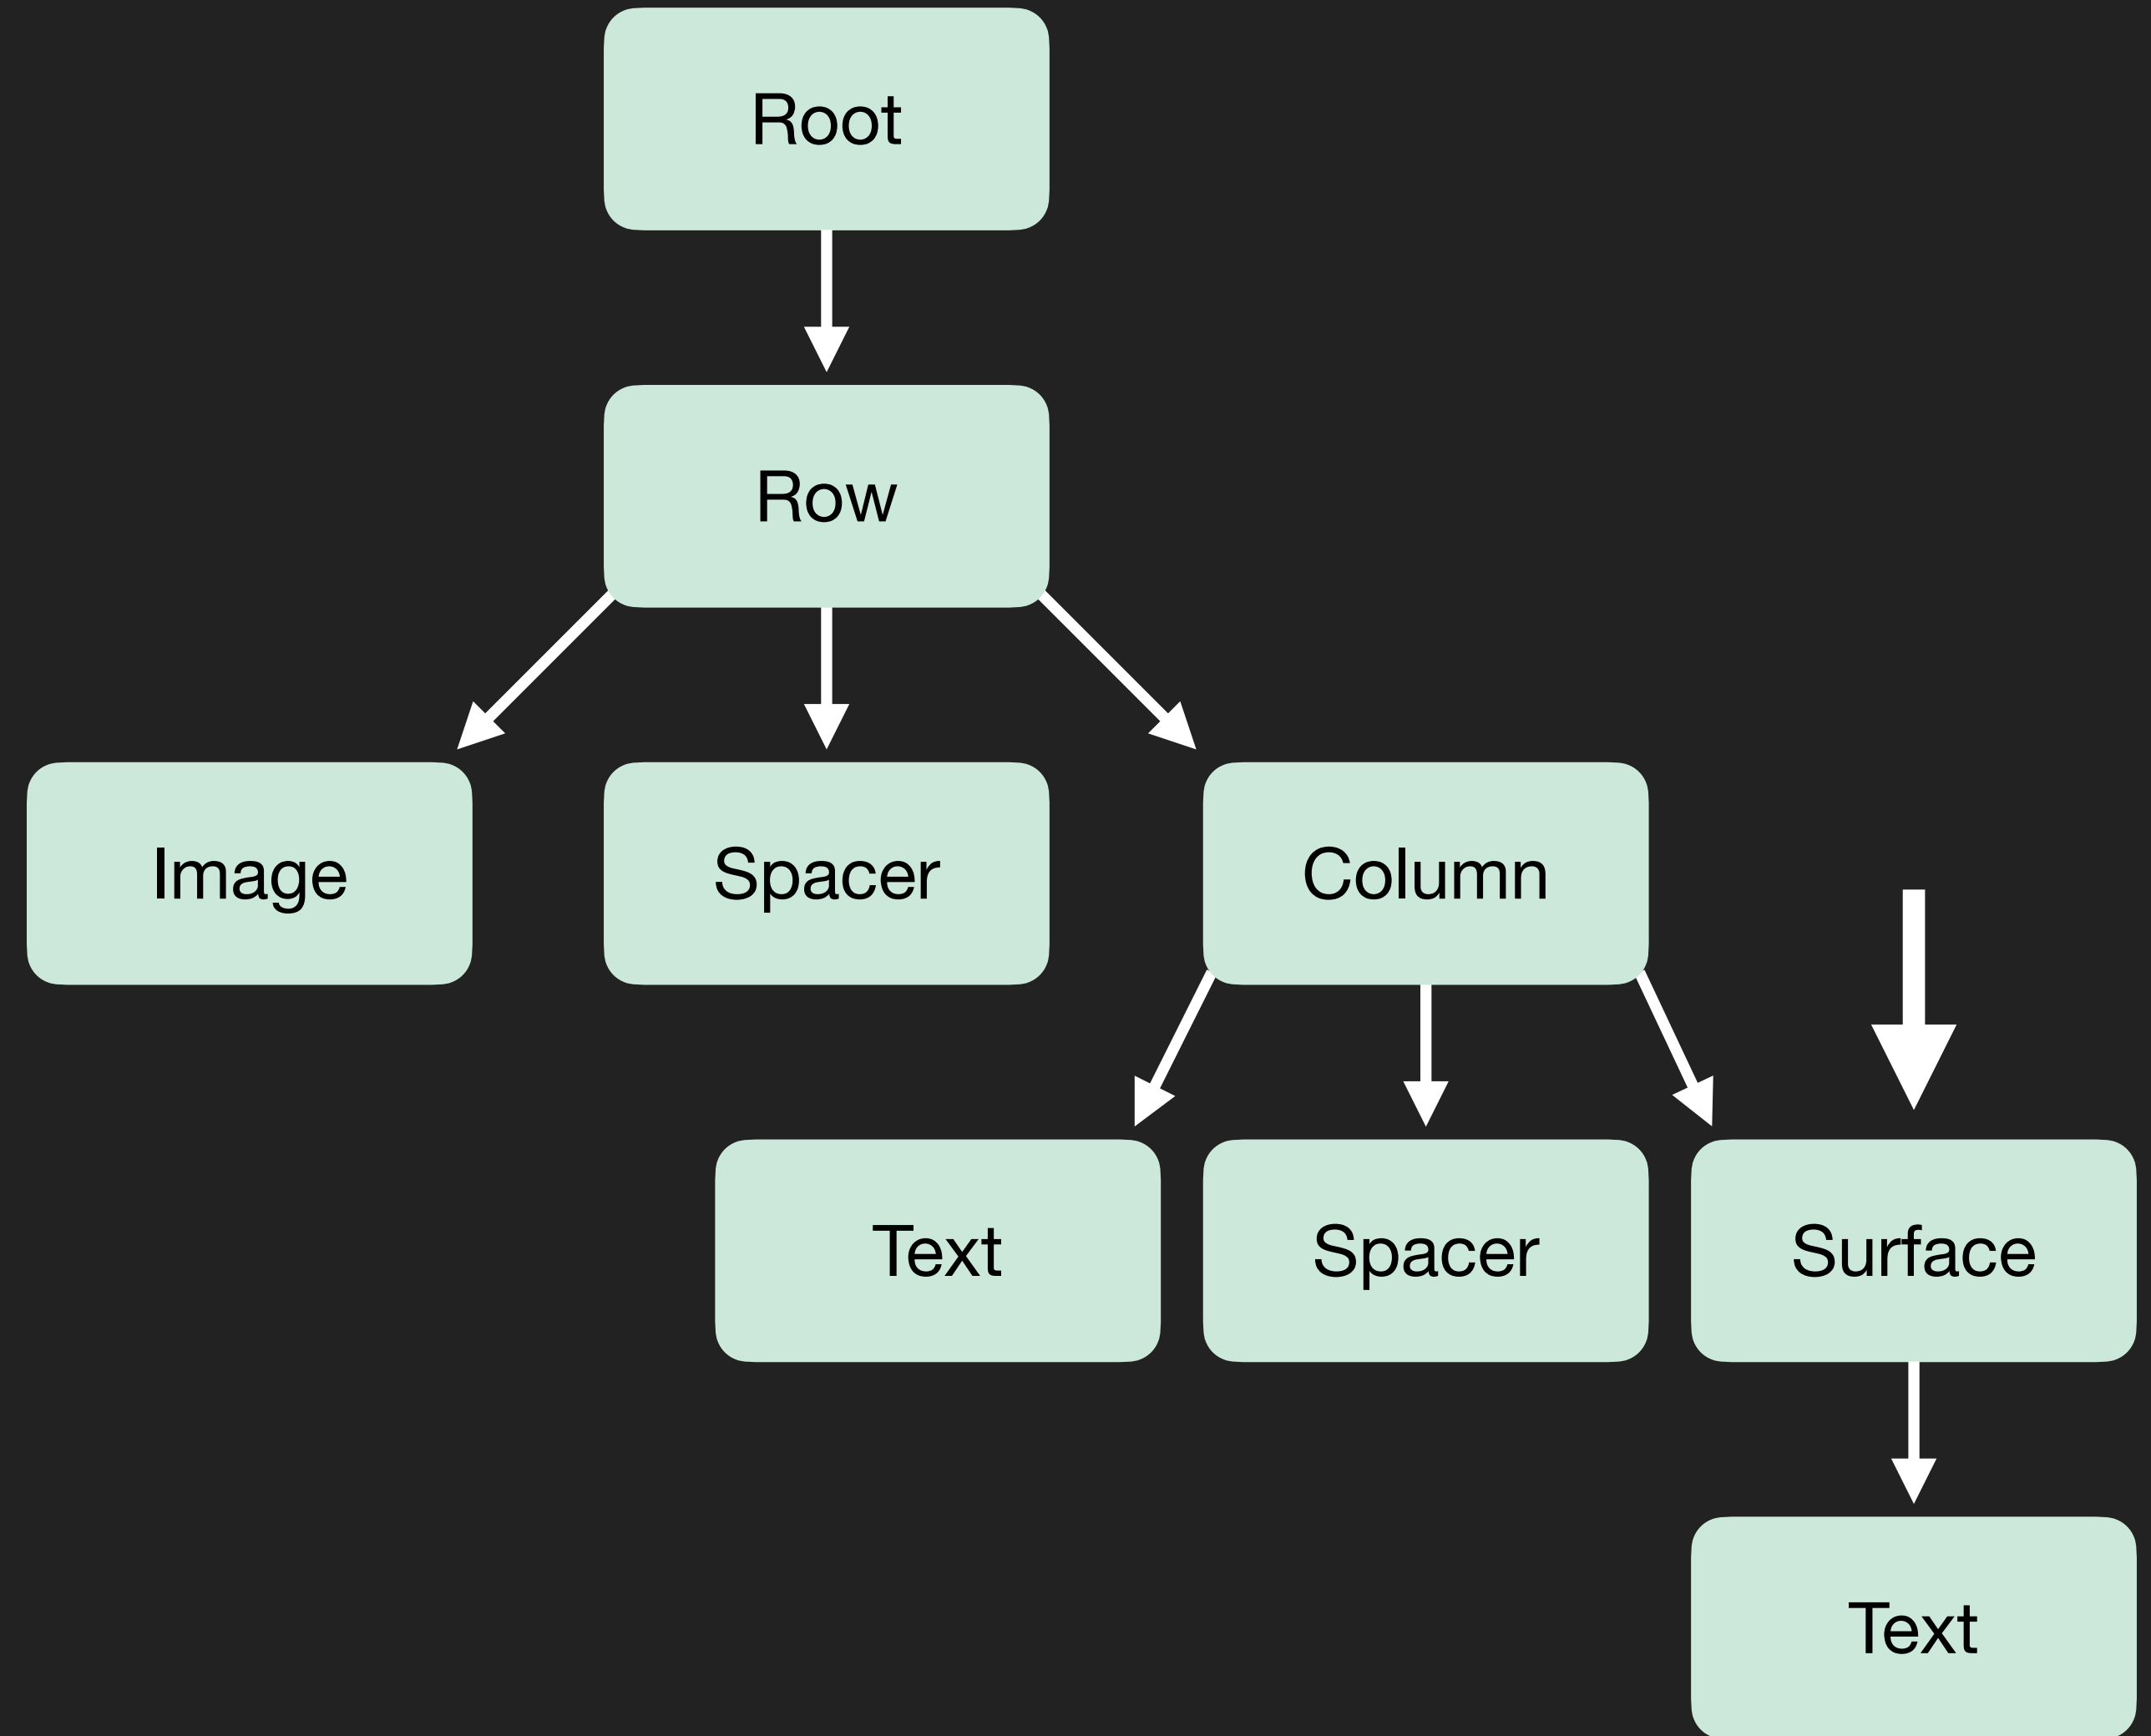 Root
Row
Image
Spacer
Column
Text
Spacer
Surface
Text